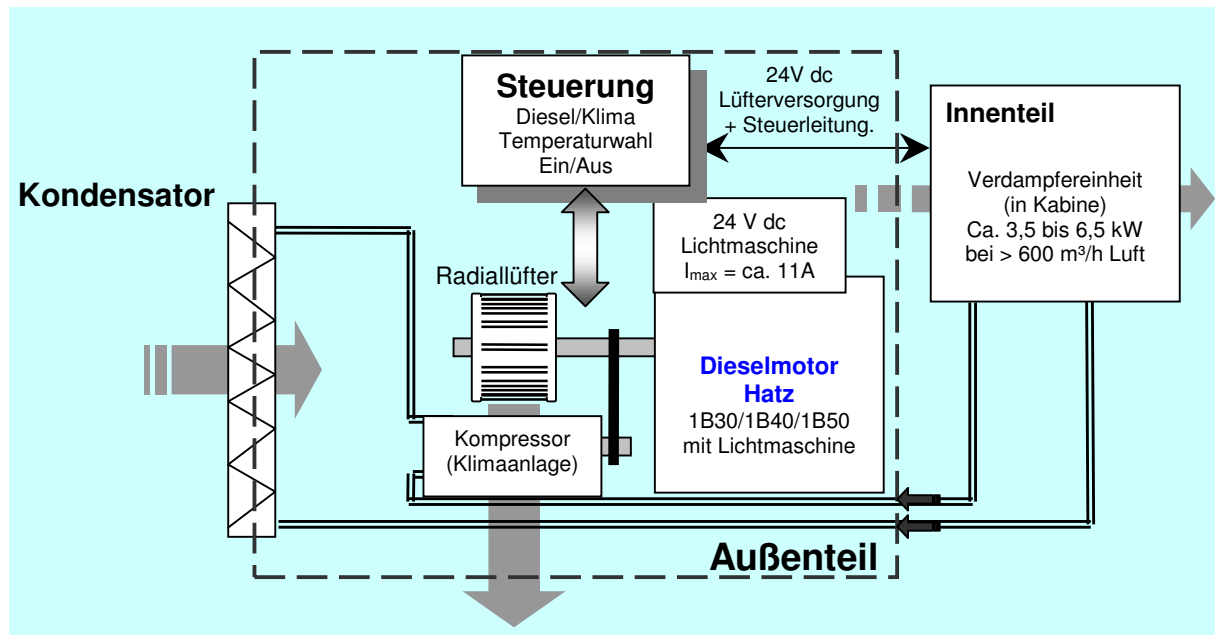 Steuerung
Diesel/Klima
Temperaturwahl
Ein/Aus
24V dc
Lüfterversorgung
+ Steuerleitung.
Innenteil
Verdampfereinheit
(in Kabine)
Ca. 3,5 bis 6,5 kW
bei > 600 m³/h Luft
Kondensator
24 V dc
Lichtmaschine
Imax = ca. 11A
Radiallüfter
Dieselmotor
Hatz
1B30/1B40/1B50
mit Lichtmaschine
Kompressor
(Klimaanlage)
Außenteil